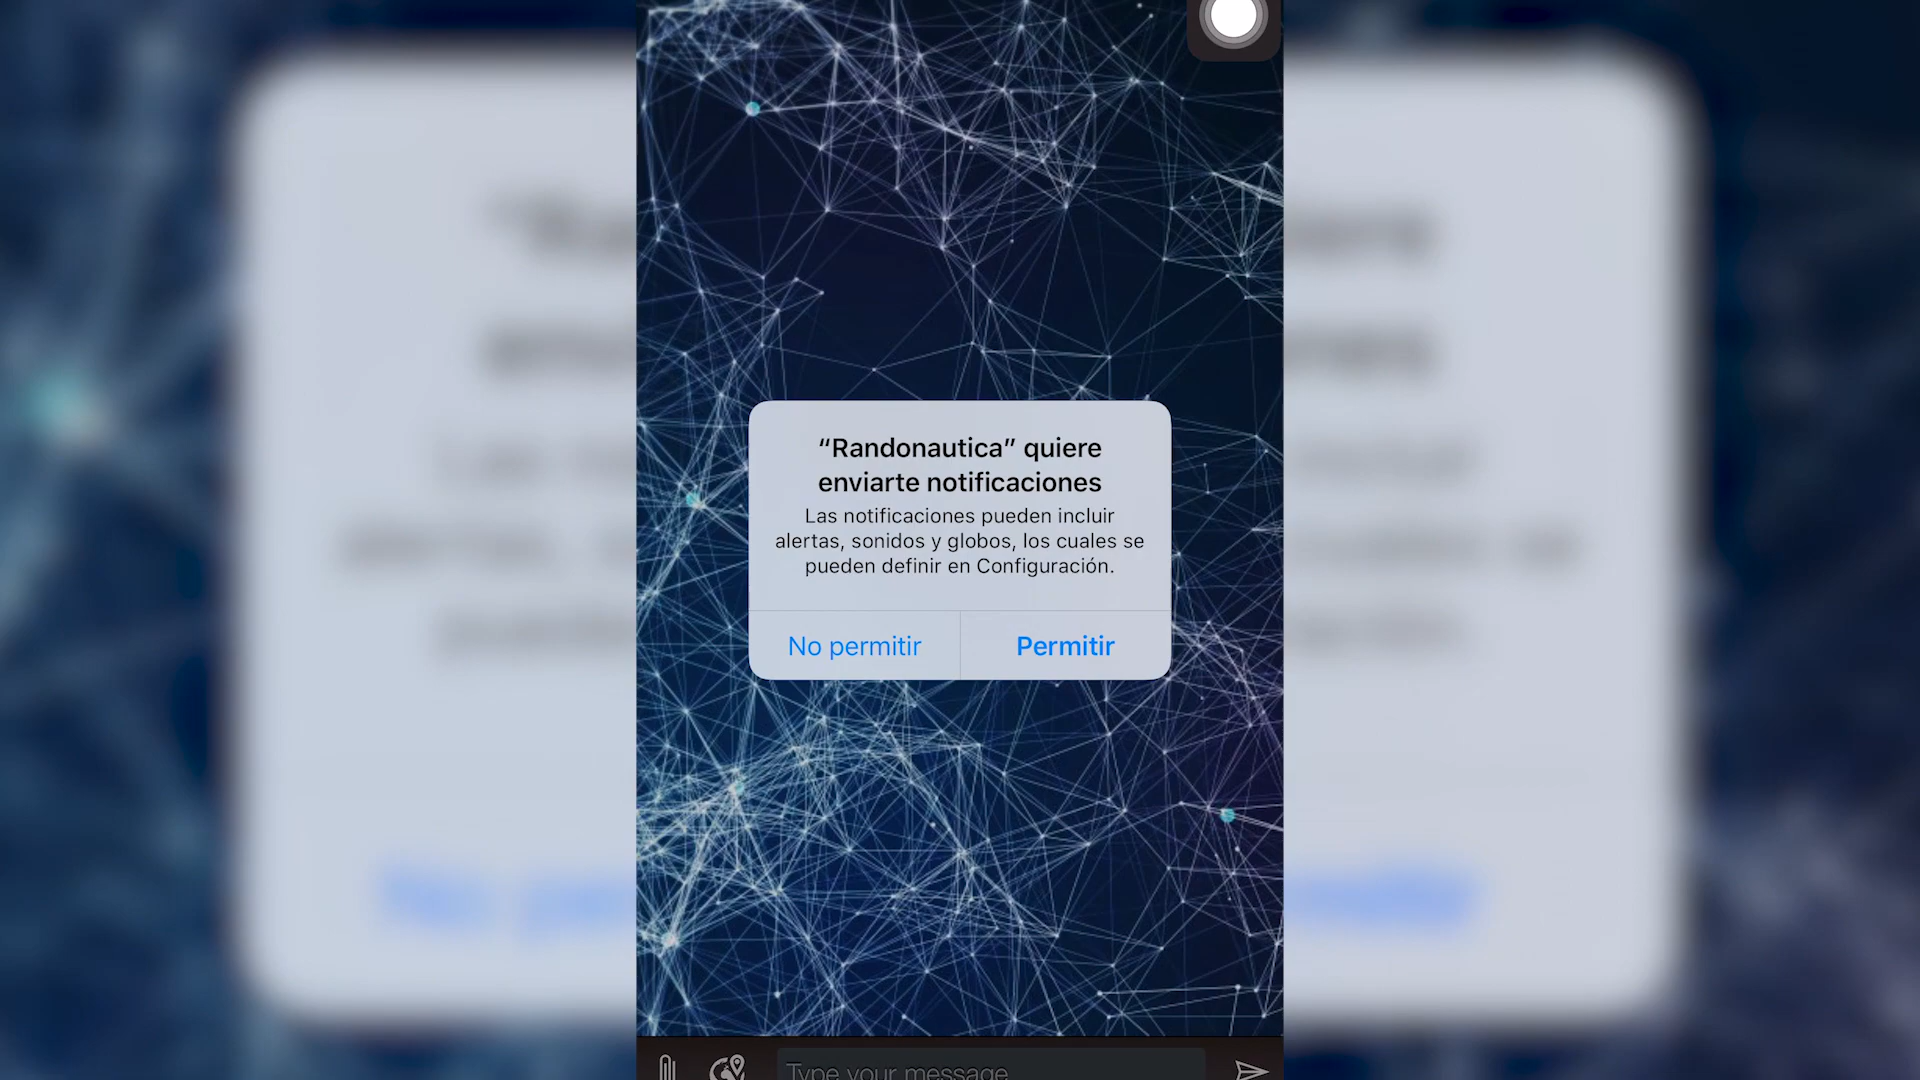 “Randonautica” quiere
enviarte notificaciones
Las notificaciones pueden incluir
alertas, sonidos y globos, los cuales se
pueden definir en Configuración.
No permitir
Permitir
Type your message